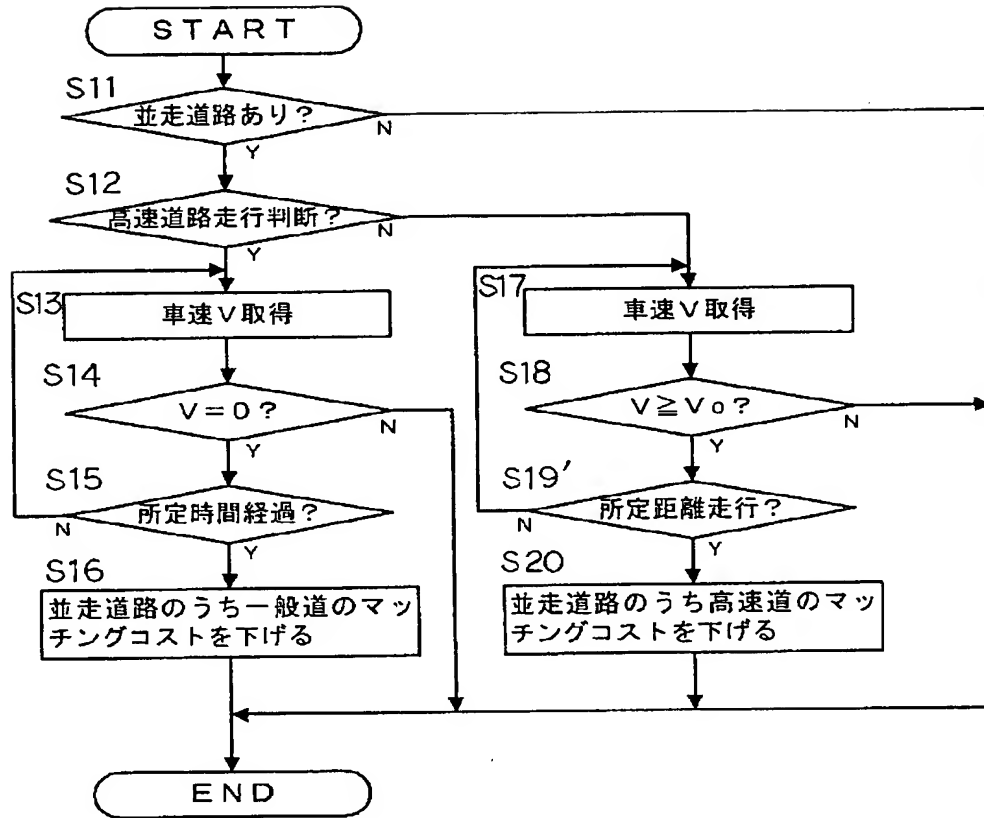 START
S11
並走道路あり?
N
Y
S12
高速道路走行判断?
N
Y
S13
車速V取得
S14
V=0?
N
Y
S15
所定時間経過?
N
Y
S16
並走道路のうち一般道のマッ
チングコストを下げる
S17
車速V取得
S18
V≧Vo?
N
Y
S19′
所定距離走行?
N
Y
S20
並走道路のうち高速道のマッ
チングコストを下げる
END